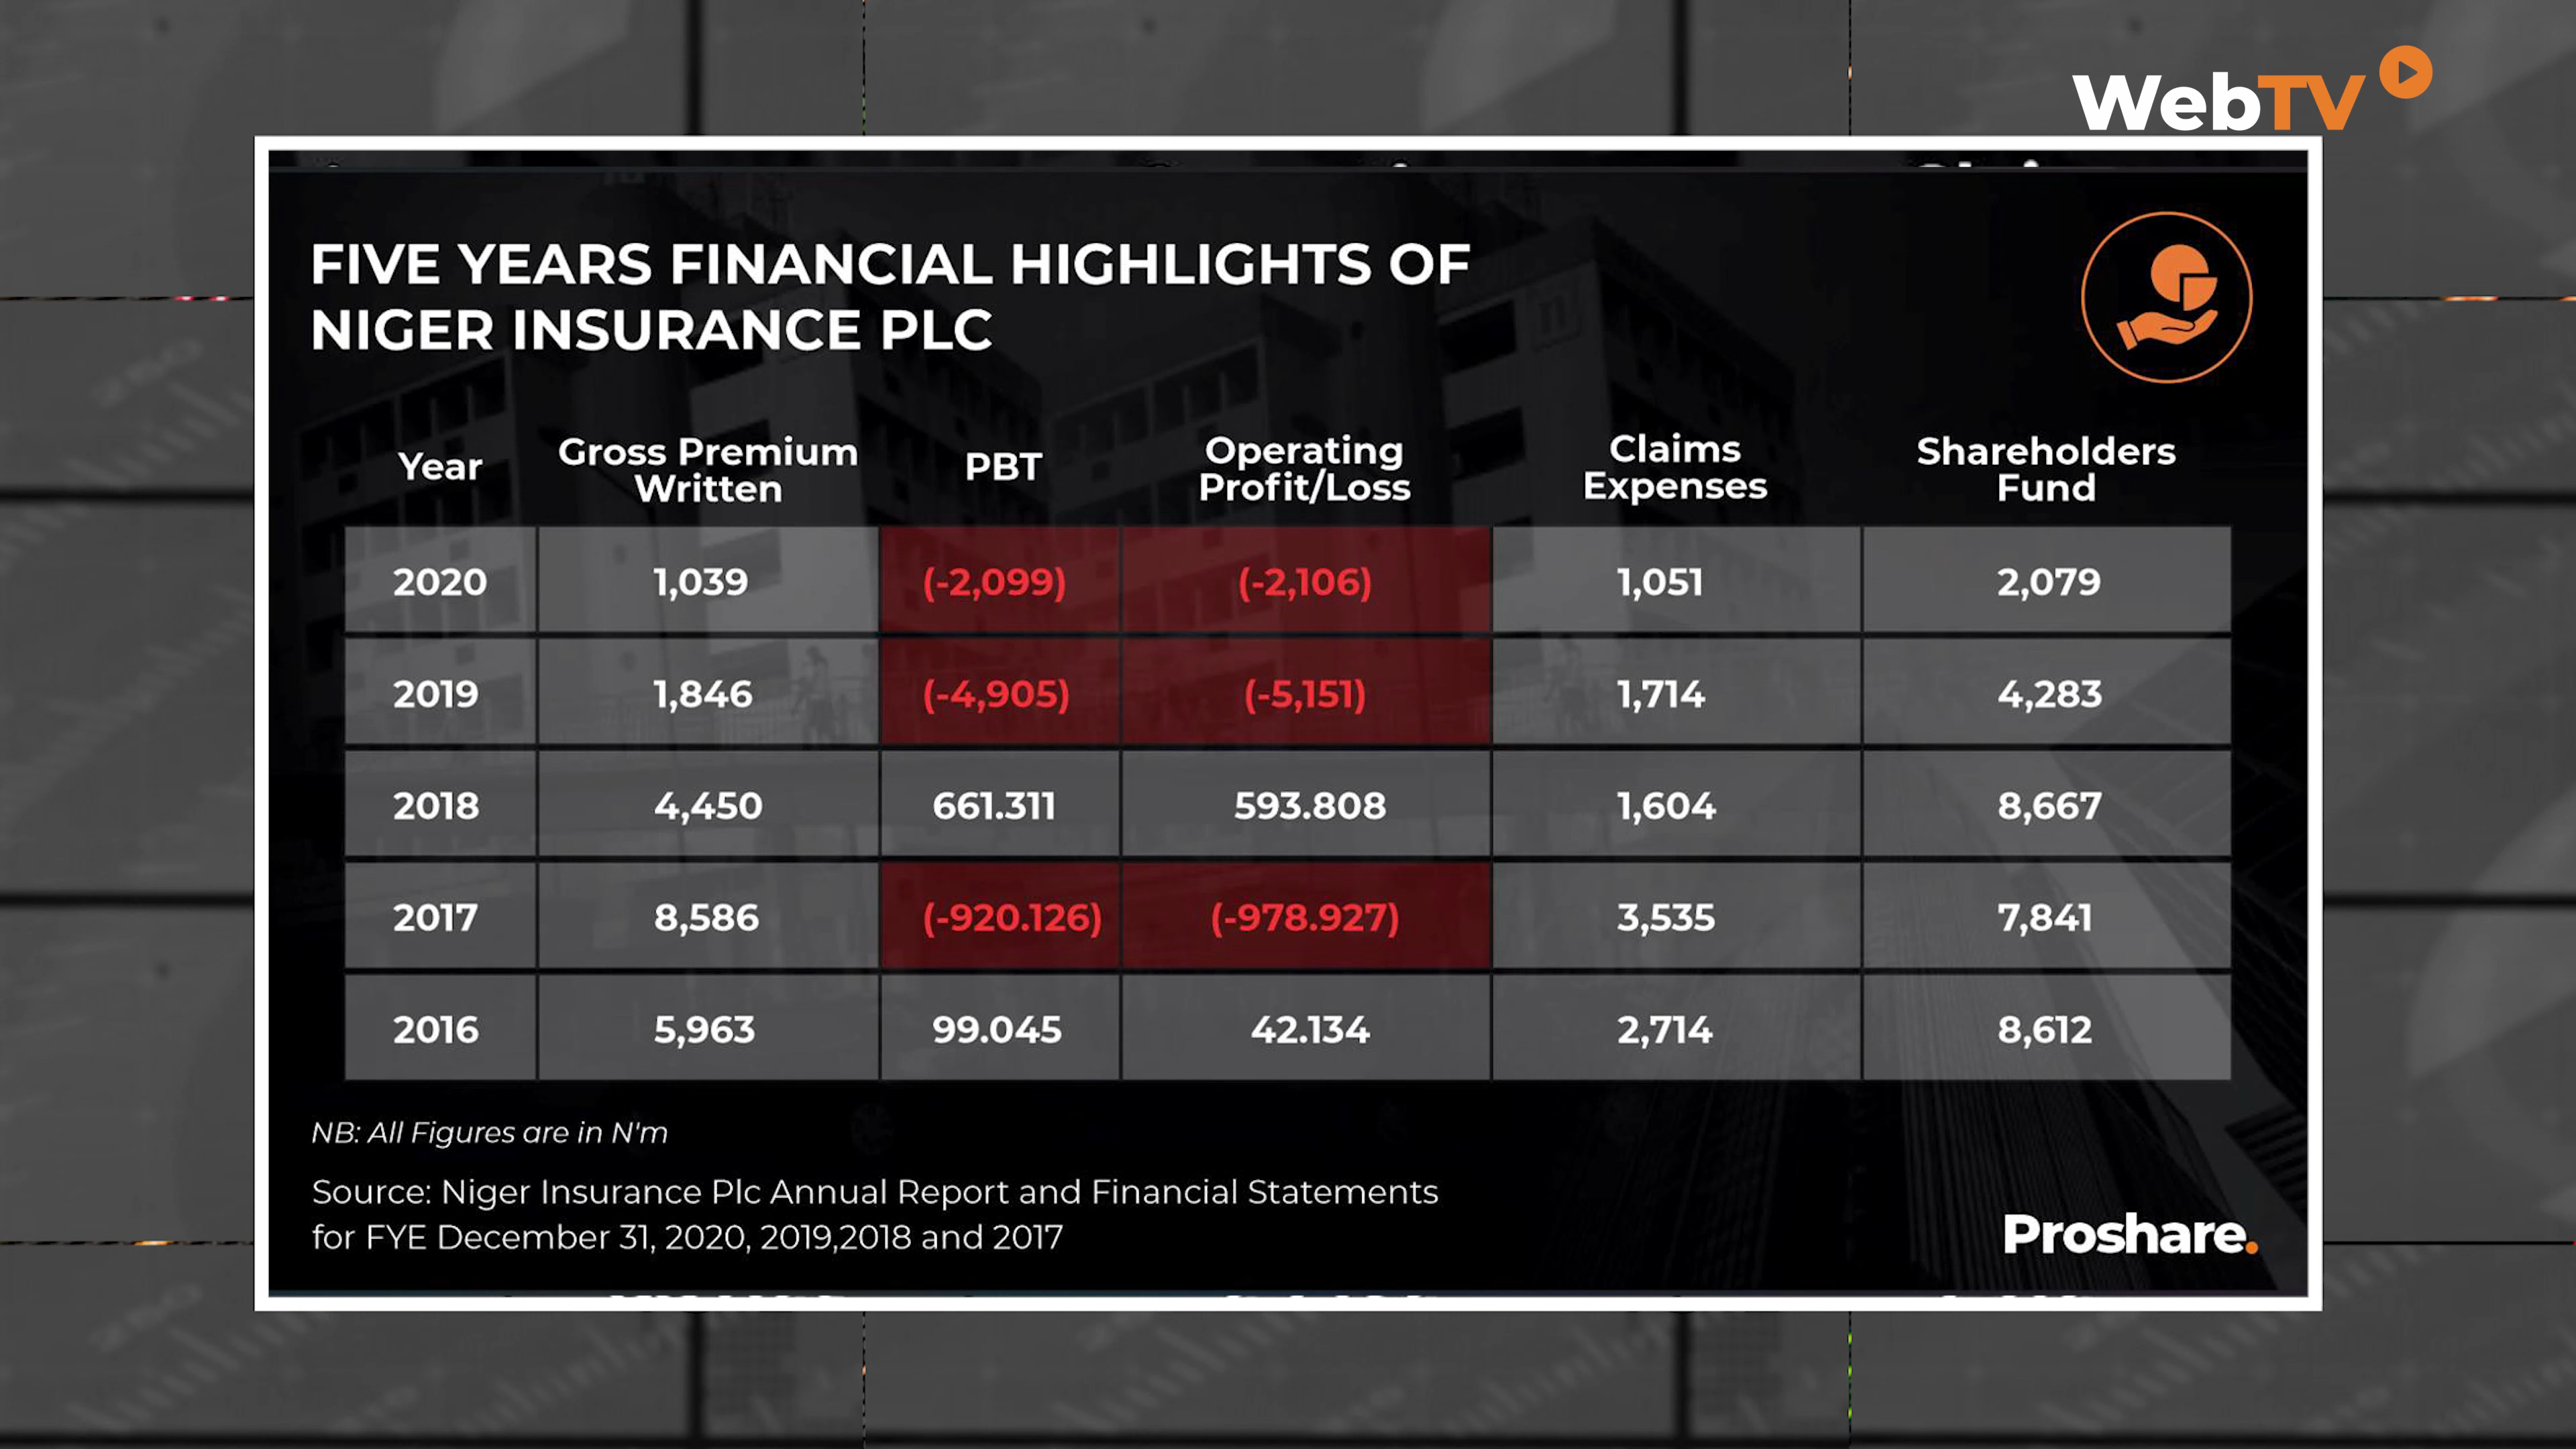 WebTV
FIVE YEARS FINANCIAL HIGHLIGHTS OF
NIGER INSURANCE PLC
Year Gross Premium Written PBT Operating Profit/Loss Claims Expenses Shareholders Fund
2020 1,039 (-2,099) (-2,106) 1,051 2,079
2019 1,846 (-4,905) (-5,151) 1,714 4,283
2018 4,450 661.311 593.808 1,604 8,667
2017 8,586 (-920.126) (-978.927) 3,535 7,841
2016 5,963 99.045 42.134 2,714 8,612
NB: All Figures are in N'm
Source: Niger Insurance Plc Annual Report and Financial Statements
for FYE December 31, 2020, 2019,2018 and 2017
Proshare.